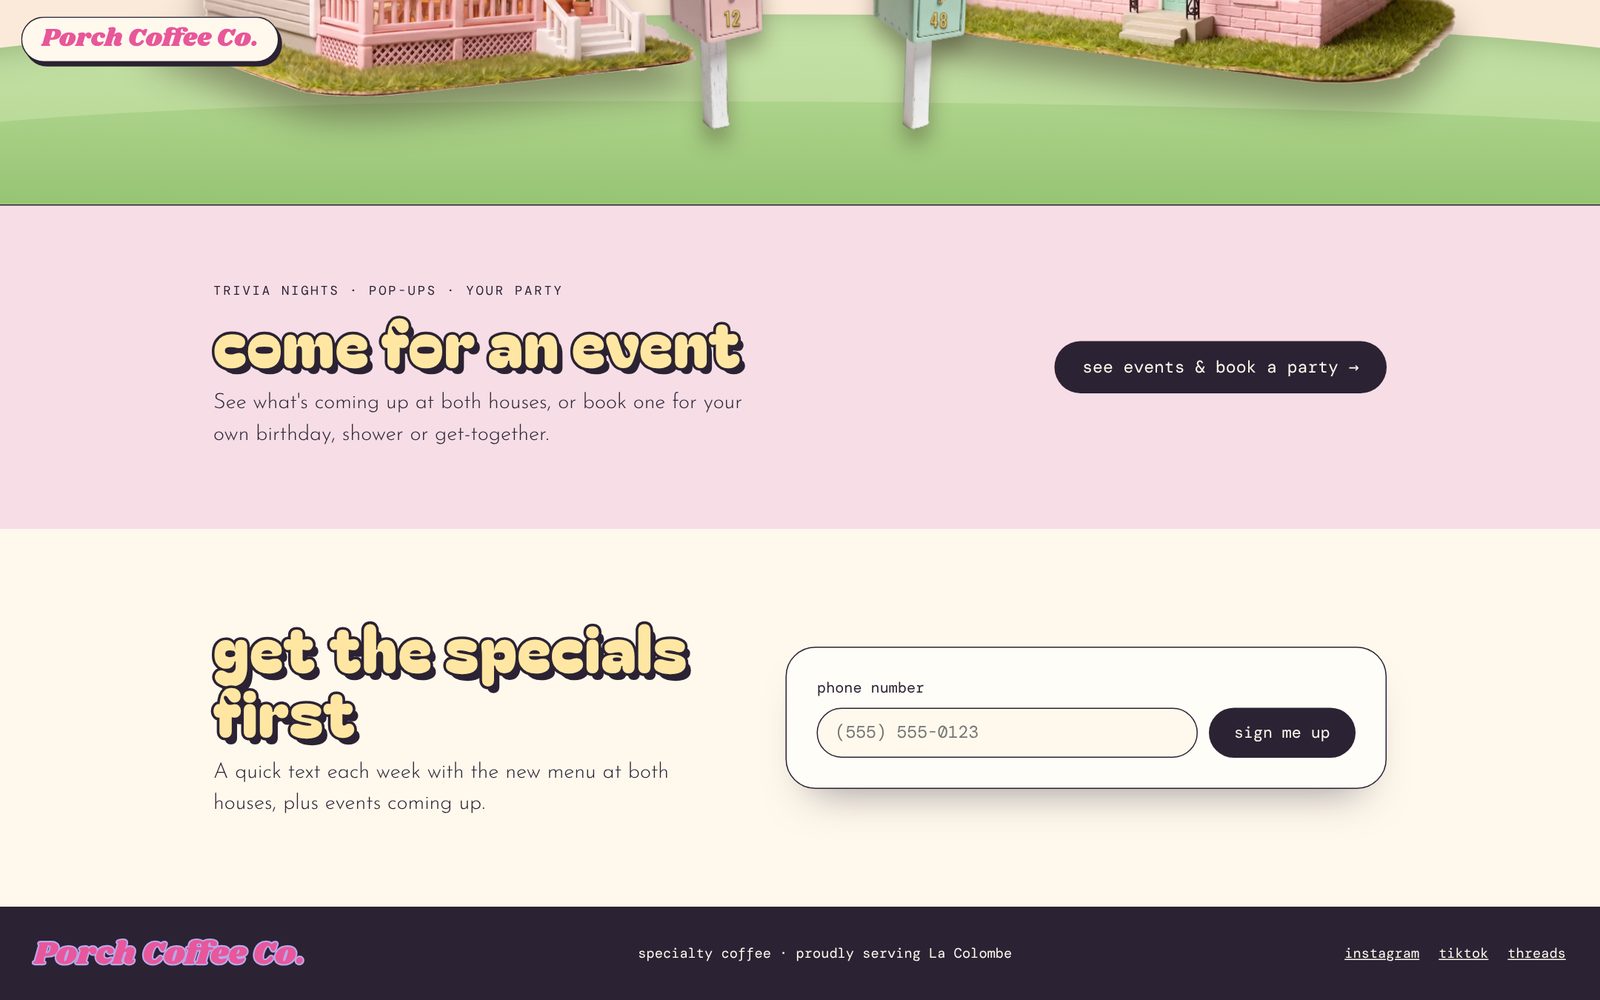 Porch Coffee Co.
12
48
TRIVIA NIGHTS · POP-UPS · YOUR PARTY
come for an event
See what's coming up at both houses, or book one for your
own birthday, shower or get-together.
see events & book a party →
get the specials
first
A quick text each week with the new menu at both
houses, plus events coming up.
phone number
(555) 555-0123
sign me up
Porch Coffee Co.
specialty coffee · proudly serving La Colombe
instagram tiktok threads